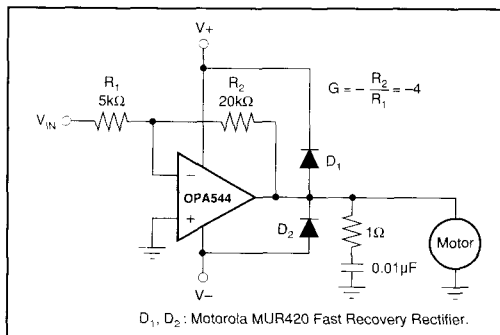 V+
R1
5kΩ
R2
20kΩ
G = − R2/R1 = −4
VIN
D1
−
OPA544
+
D2
1Ω
Motor
0.01µF
V−
D1, D2 : Motorola MUR420 Fast Recovery Rectifier.